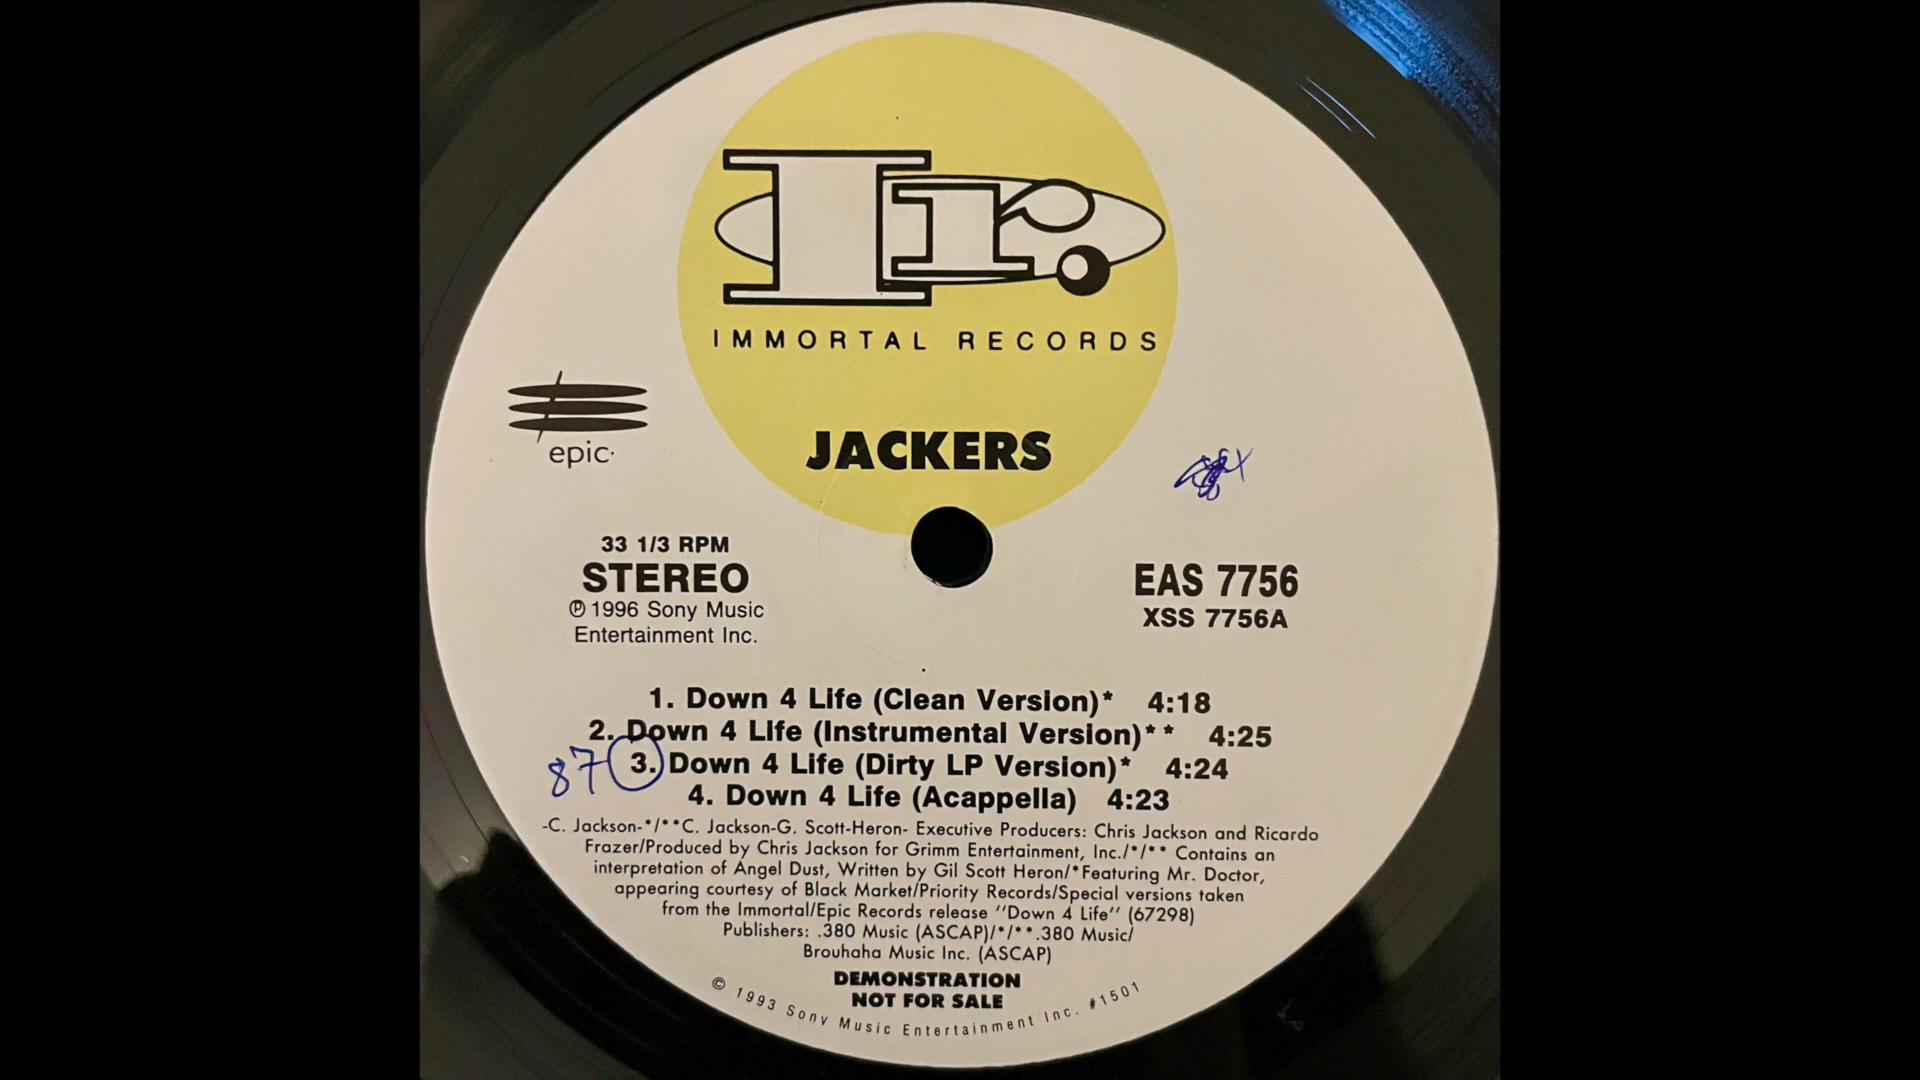 IMMORTAL RECORDS
epic.
JACKERS
33 1/3 RPM
STEREO
℗ 1996 Sony Music
Entertainment Inc.
EAS 7756
XSS 7756A
1. Down 4 Life (Clean Version)* 4:18
2. Down 4 Life (Instrumental Version)** 4:25
87 3. Down 4 Life (Dirty LP Version)* 4:24
4. Down 4 Life (Acappella) 4:23
-C. Jackson-*/**C. Jackson-G. Scott-Heron- Executive Producers: Chris Jackson and Ricardo
Frazer/Produced by Chris Jackson for Grimm Entertainment, Inc./*/** Contains an
interpretation of Angel Dust, Written by Gil Scott Heron/*Featuring Mr. Doctor,
appearing courtesy of Black Market/Priority Records/Special versions taken
from the Immortal/Epic Records release "Down 4 Life" (67298)
Publishers: .380 Music (ASCAP)/*/**.380 Music/
Brouhaha Music Inc. (ASCAP)
DEMONSTRATION
NOT FOR SALE
© 1993 Sony Music Entertainment Inc. #1501